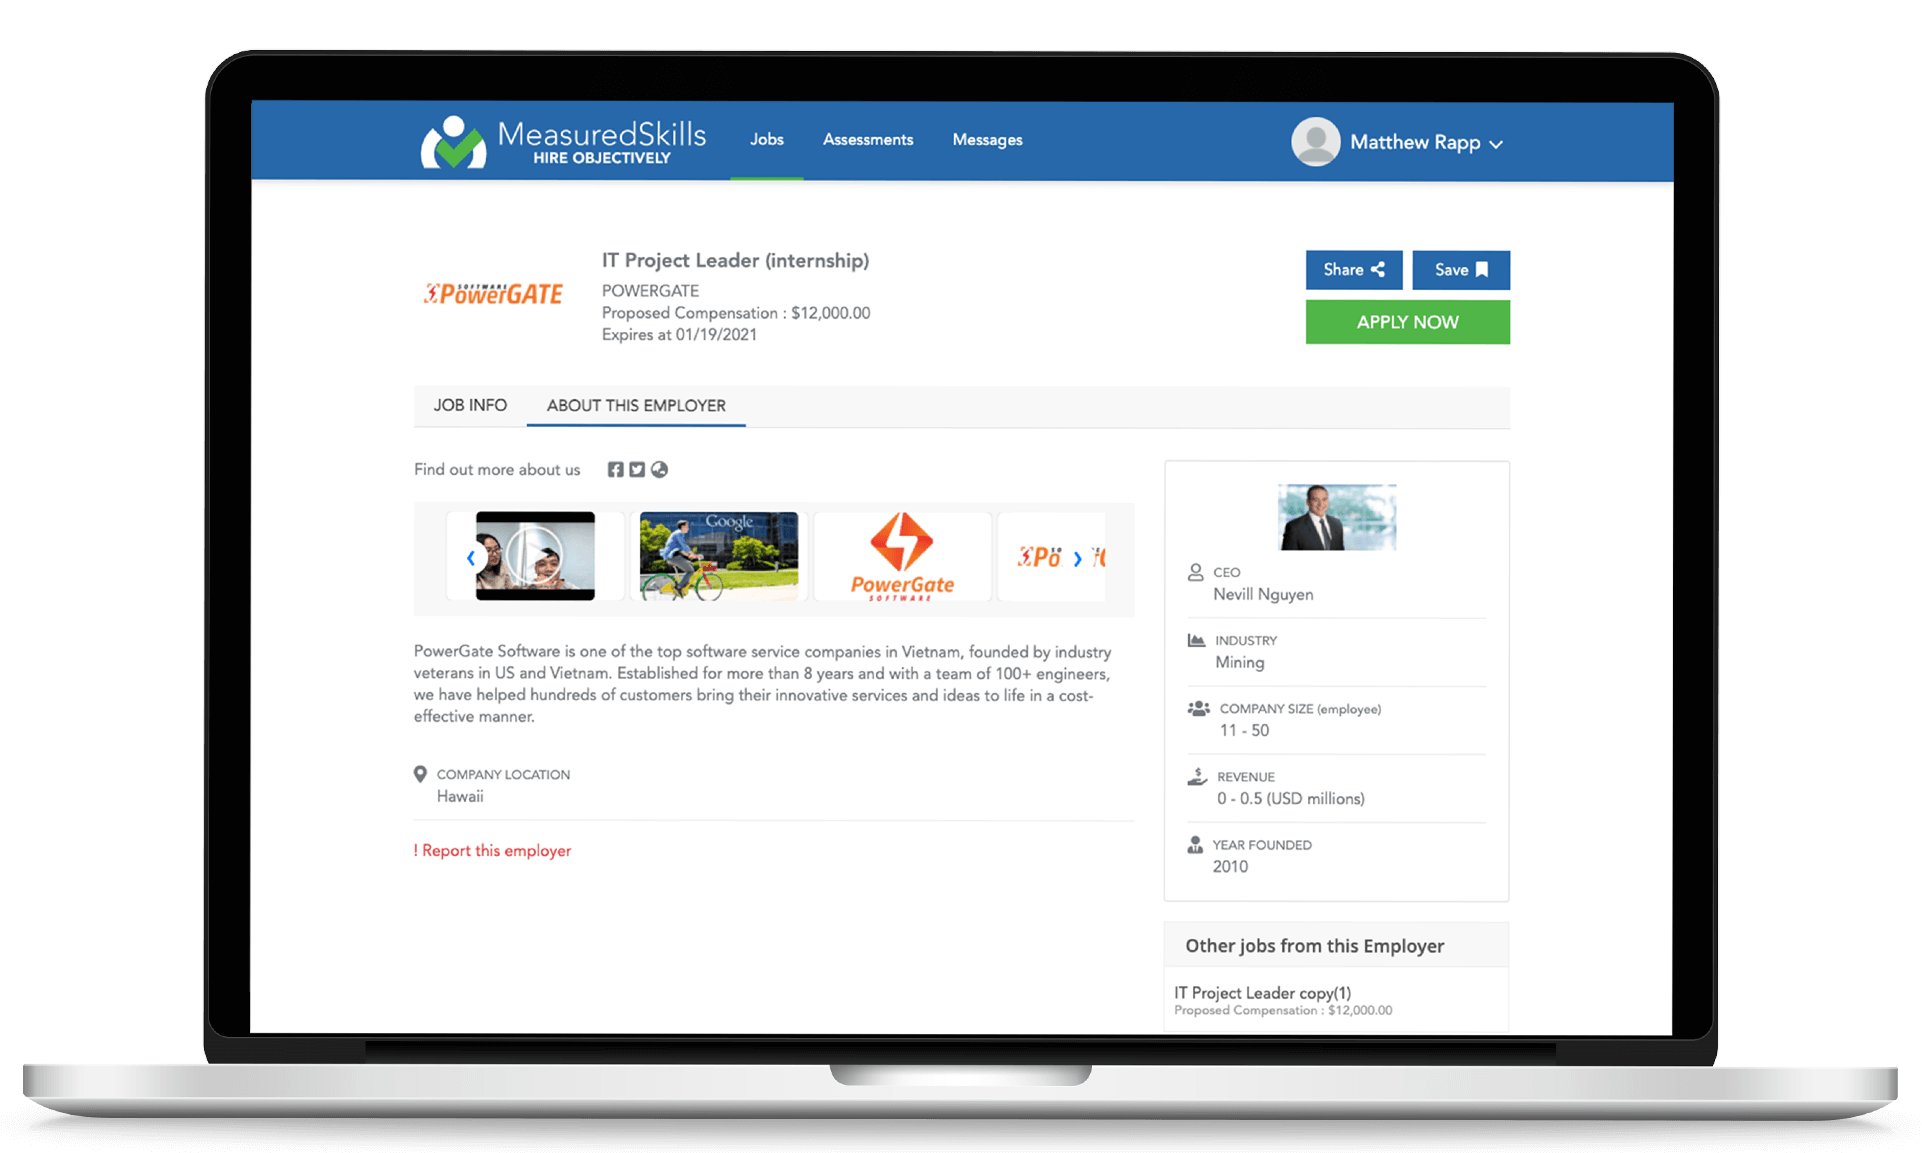 MeasuredSkills
HIRE OBJECTIVELY
Jobs
Assessments
Messages
Matthew Rapp
SOFTWARE
PowerGATE
IT Project Leader (internship)
POWERGATE
Proposed Compensation : $12,000.00
Expires at 01/19/2021
Share
Save
APPLY NOW
JOB INFO
ABOUT THIS EMPLOYER
Find out more about us
Google
PowerGate
SOFTWARE
PowerGate Software is one of the top software service companies in Vietnam, founded by industry
veterans in US and Vietnam. Established for more than 8 years and with a team of 100+ engineers,
we have helped hundreds of customers bring their innovative services and ideas to life in a cost-
effective manner.
COMPANY LOCATION
Hawaii
! Report this employer
CEO
Nevill Nguyen
INDUSTRY
Mining
COMPANY SIZE (employee)
11 - 50
REVENUE
0 - 0.5 (USD millions)
YEAR FOUNDED
2010
Other jobs from this Employer
IT Project Leader copy(1)
Proposed Compensation : $12,000.00